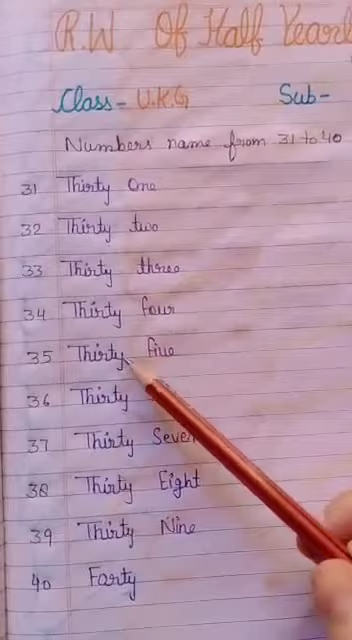 R.W Of Half Yearl
Class- U.K.G Sub-
Numbers name from 31 to 40
31 Thirty One
32 Thirty two
33 Thirty three
34 Thirty four
35 Thirty five
36 Thirty
37 Thirty Seven
38 Thirty Eight
39 Thirty Nine
40 Farty